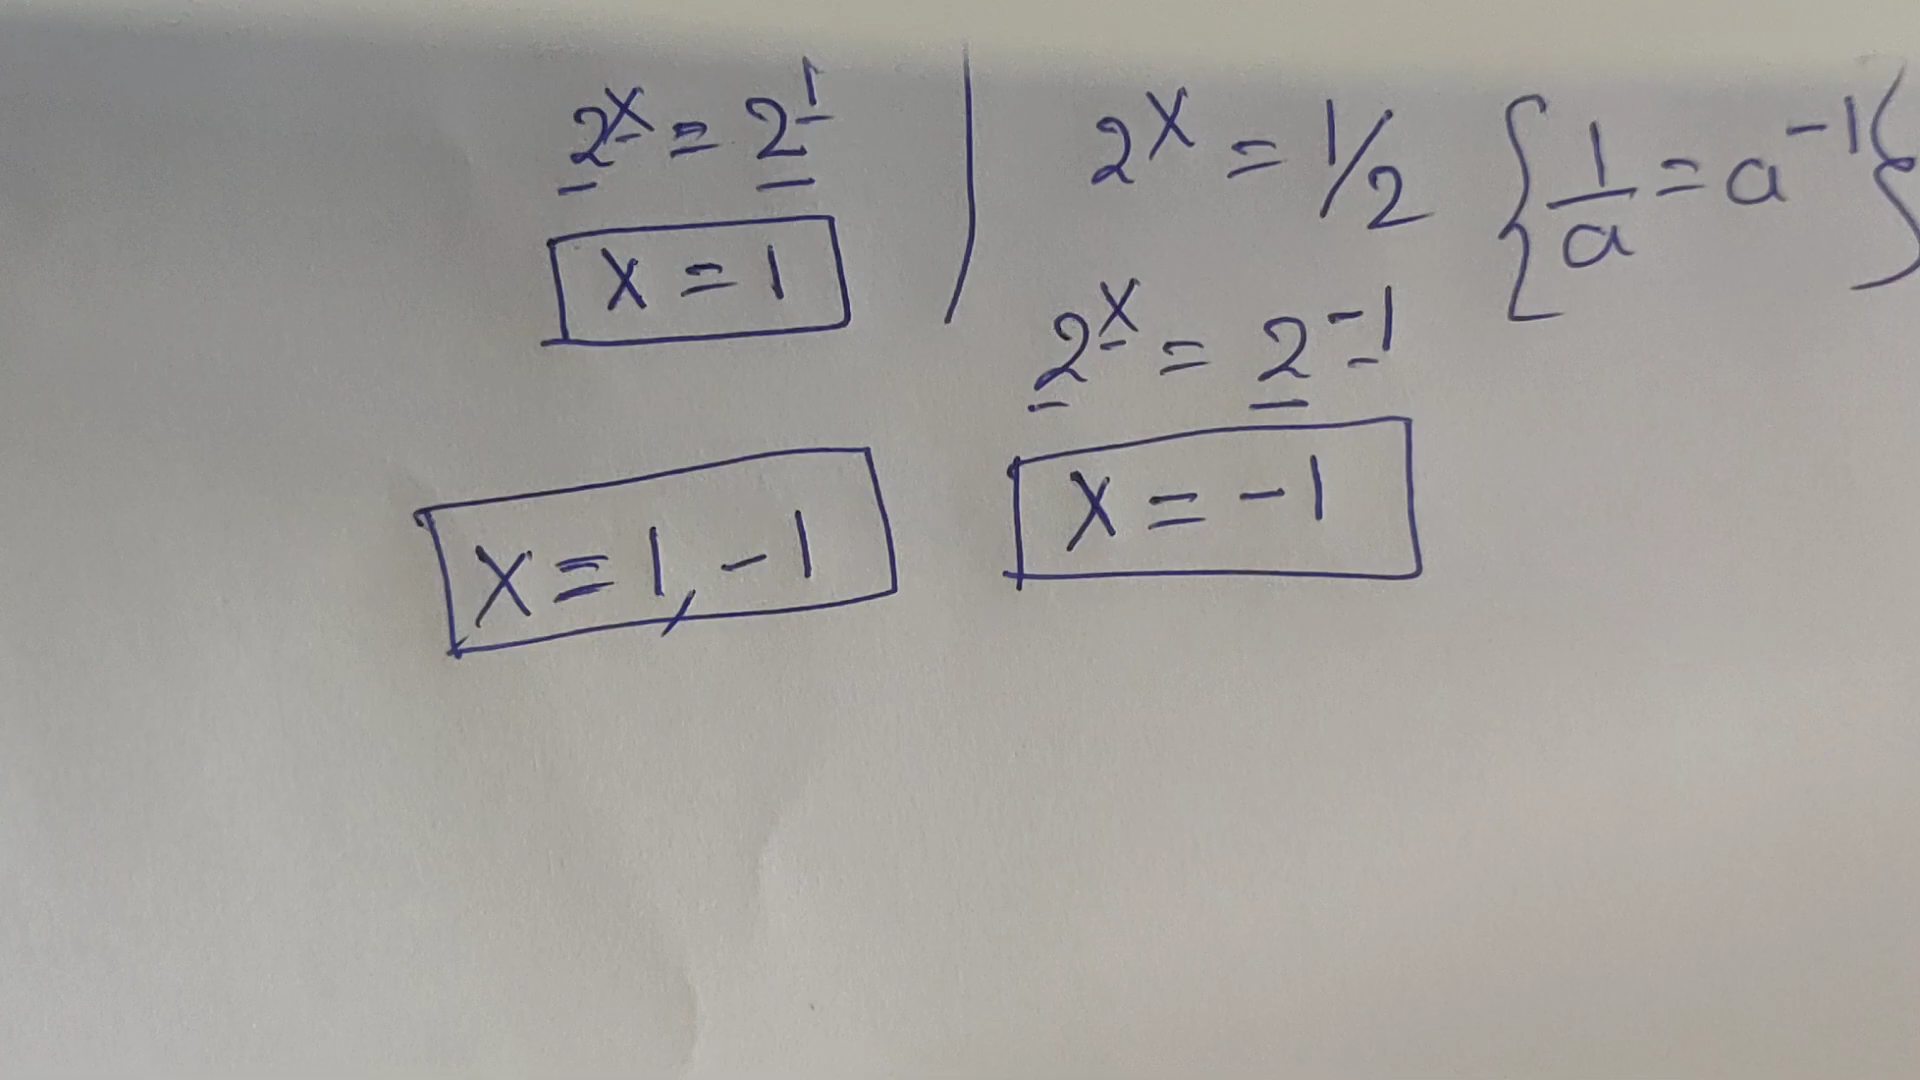 2^x = 2^1
x = 1
2^x = 1/2 {1/a = a^-1}
2^x = 2^-1
x = -1
x = 1, -1